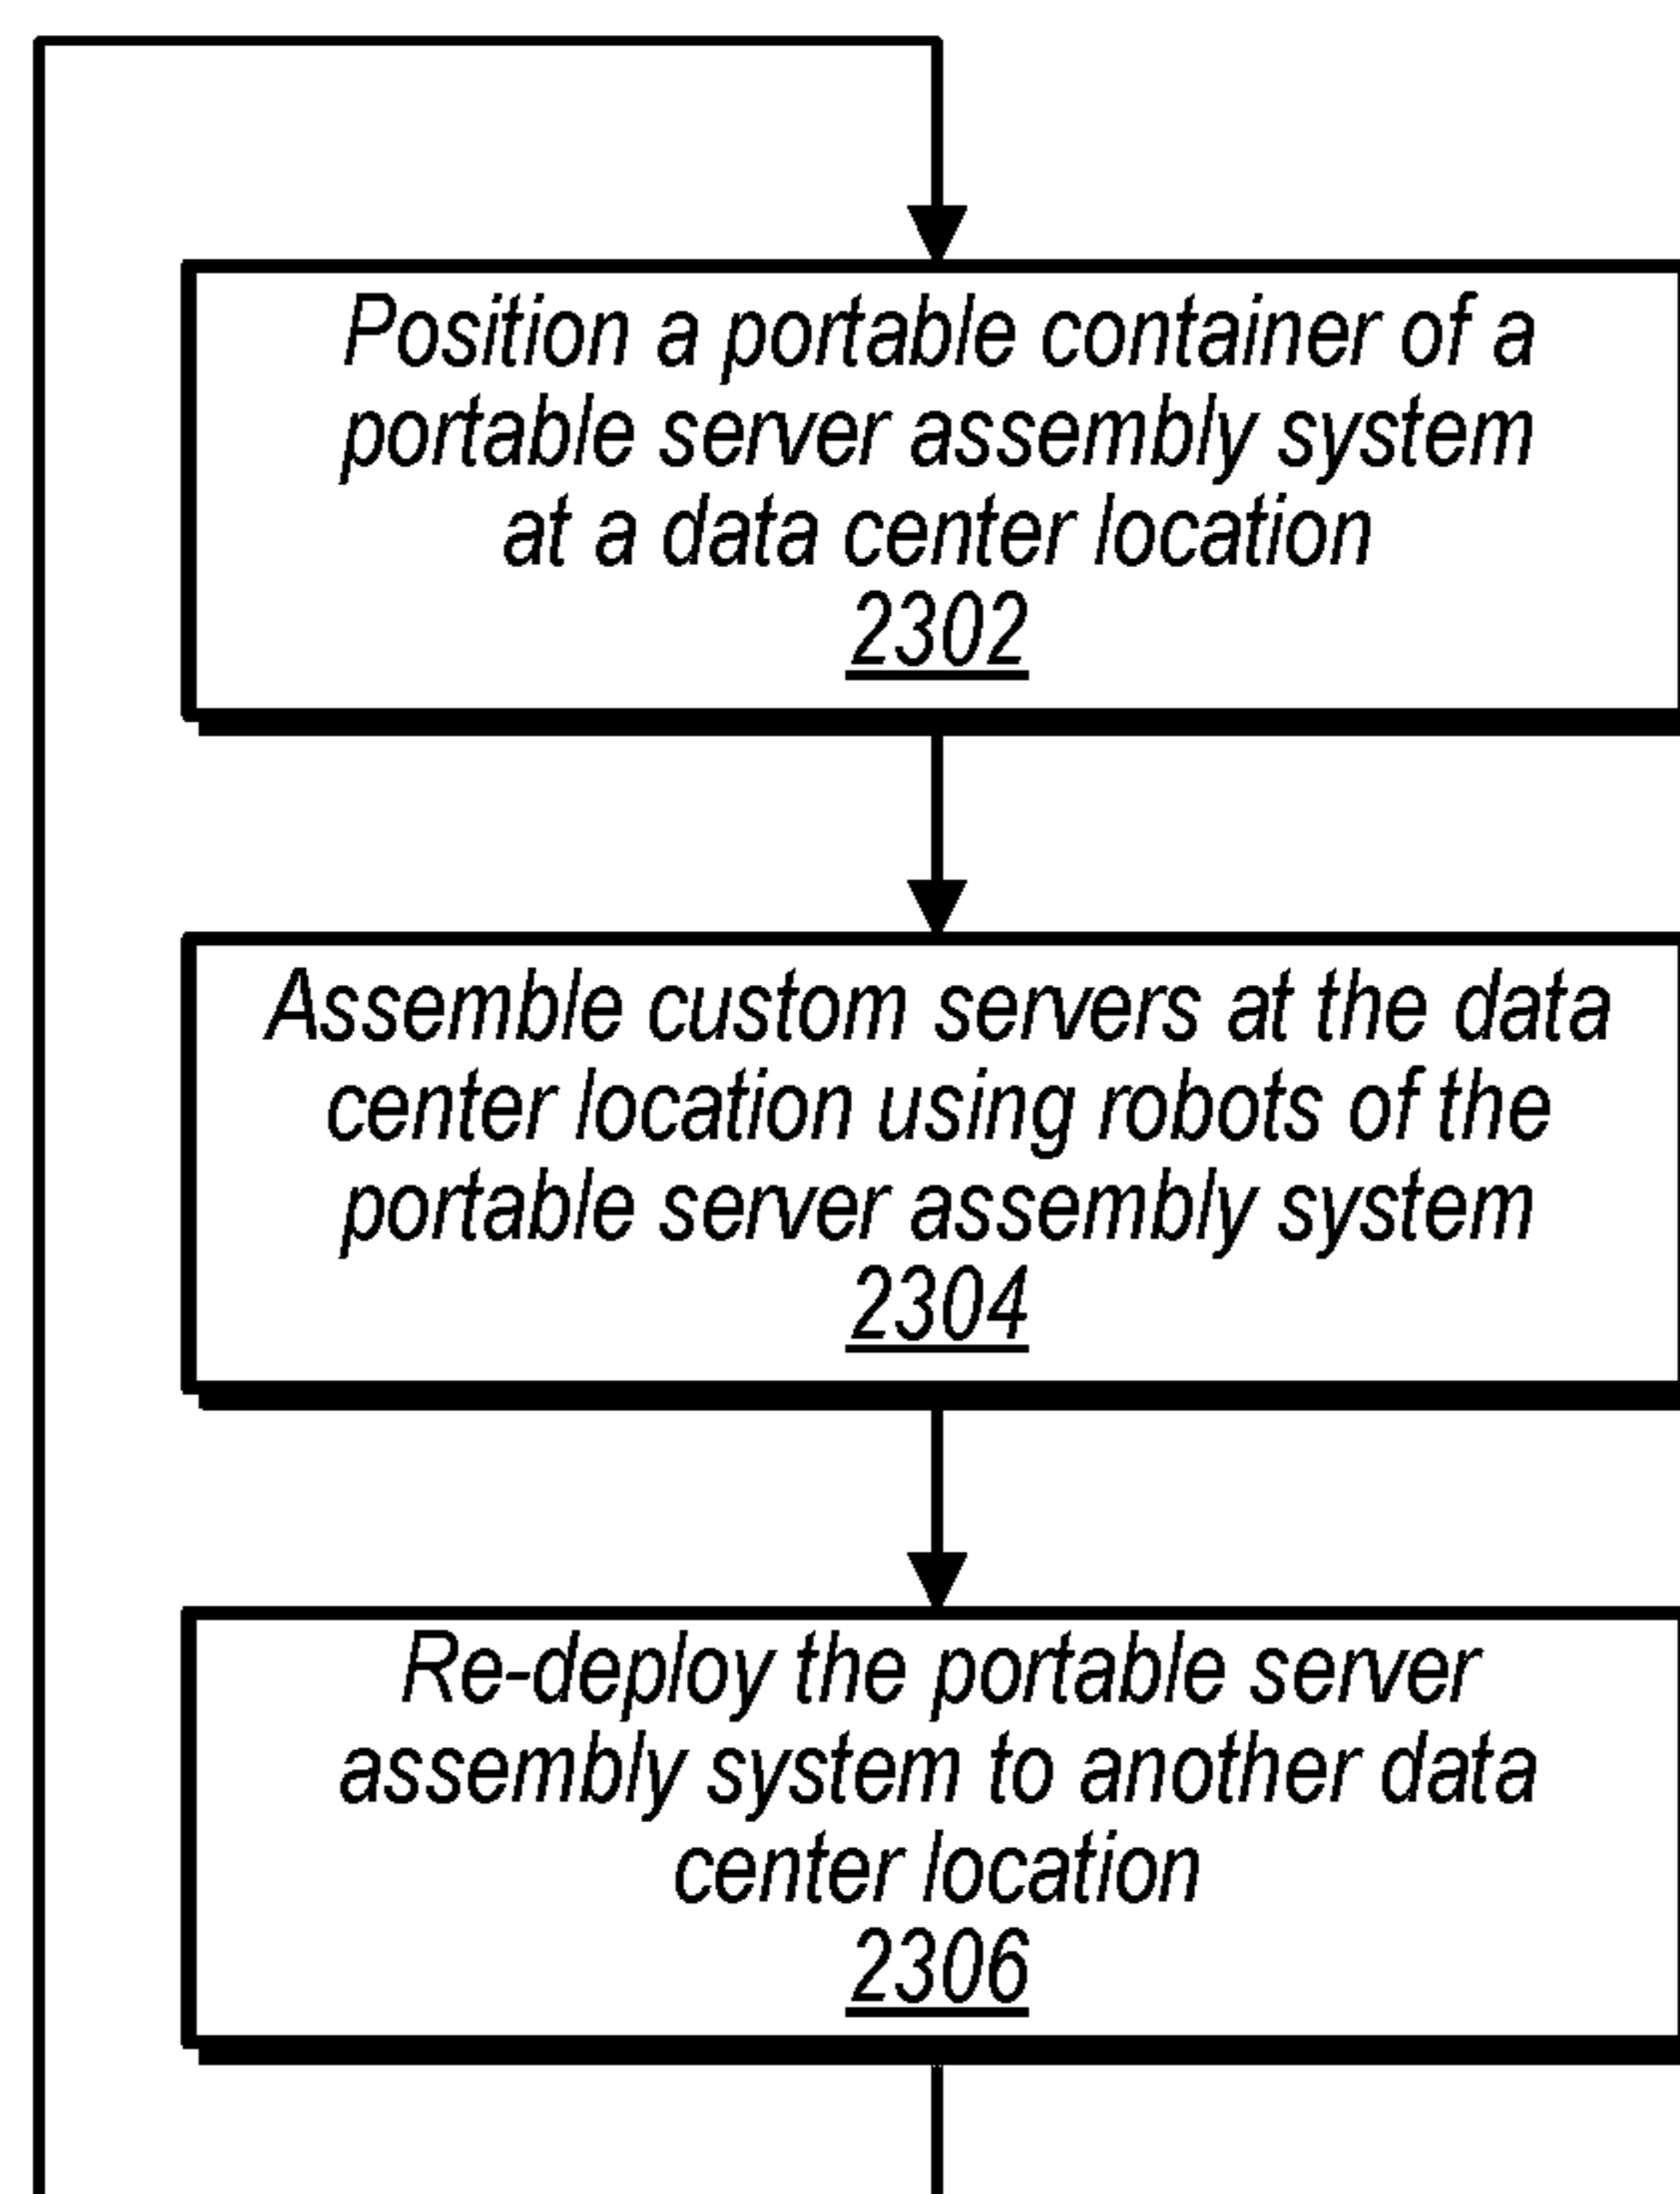 Position a portable container of a
portable server assembly system
at a data center location
2302
Assemble custom servers at the data
center location using robots of the
portable server assembly system
2304
Re-deploy the portable server
assembly system to another data
center location
2306